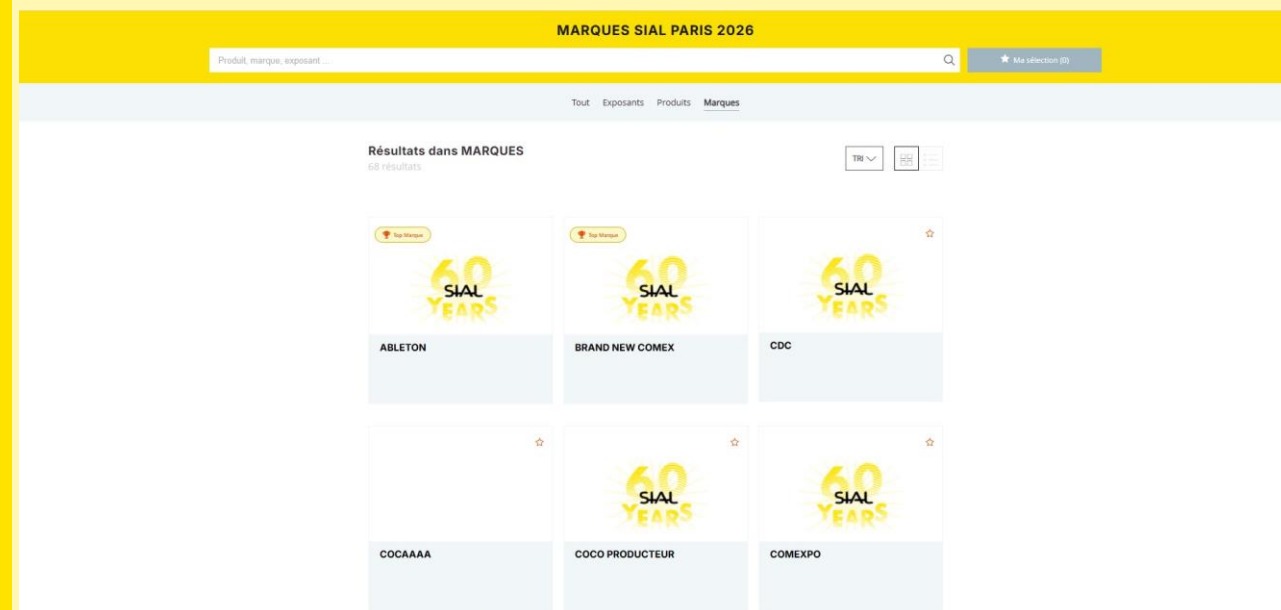 MARQUES SIAL PARIS 2026
Produit, marque, exposant ...
Ma sélection (0)
Tout Exposants Produits Marques
Résultats dans MARQUES
68 résultats
TRI
Top Marque
Top Marque
60 SIAL YEARS
60 SIAL YEARS
60 SIAL YEARS
ABLETON
BRAND NEW COMEX
CDC
60 SIAL YEARS
60 SIAL YEARS
COCAAAA
COCO PRODUCTEUR
COMEXPO